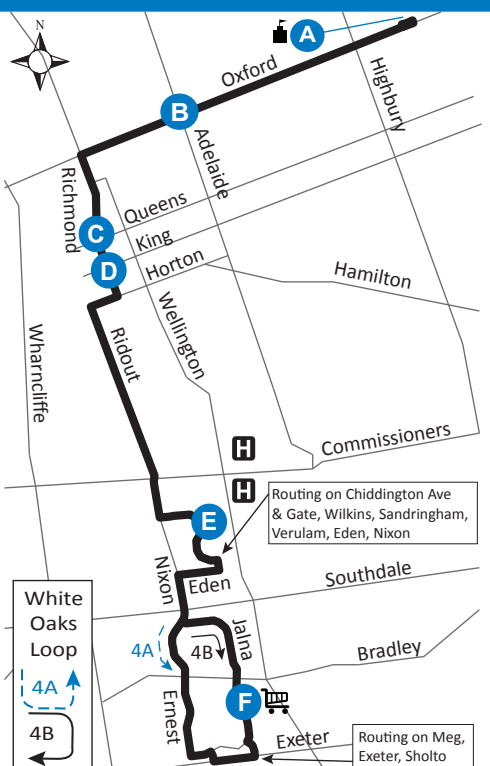 A
Oxford
Highbury
B
Adelaide
Richmond
Queens
C
King
D
Horton
Hamilton
Wellington
Ridout
Wharncliffe
H
Commissioners
H
E
Routing on Chiddington Ave
& Gate, Wilkins, Sandringham,
Verulam, Eden, Nixon
Nixon
Eden
Southdale
White
Oaks
Loop
4A
4B
4A
4B
Jalna
Bradley
F
Ernest
Exeter
Routing on Meg,
Exeter, Sholto